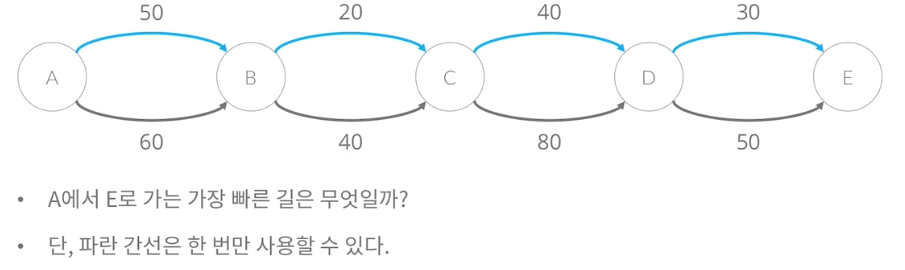 50 20 40 30
A B C D E
60 40 80 50
• A에서 E로 가는 가장 빠른 길은 무엇일까?
• 단, 파란 간선은 한 번만 사용할 수 있다.